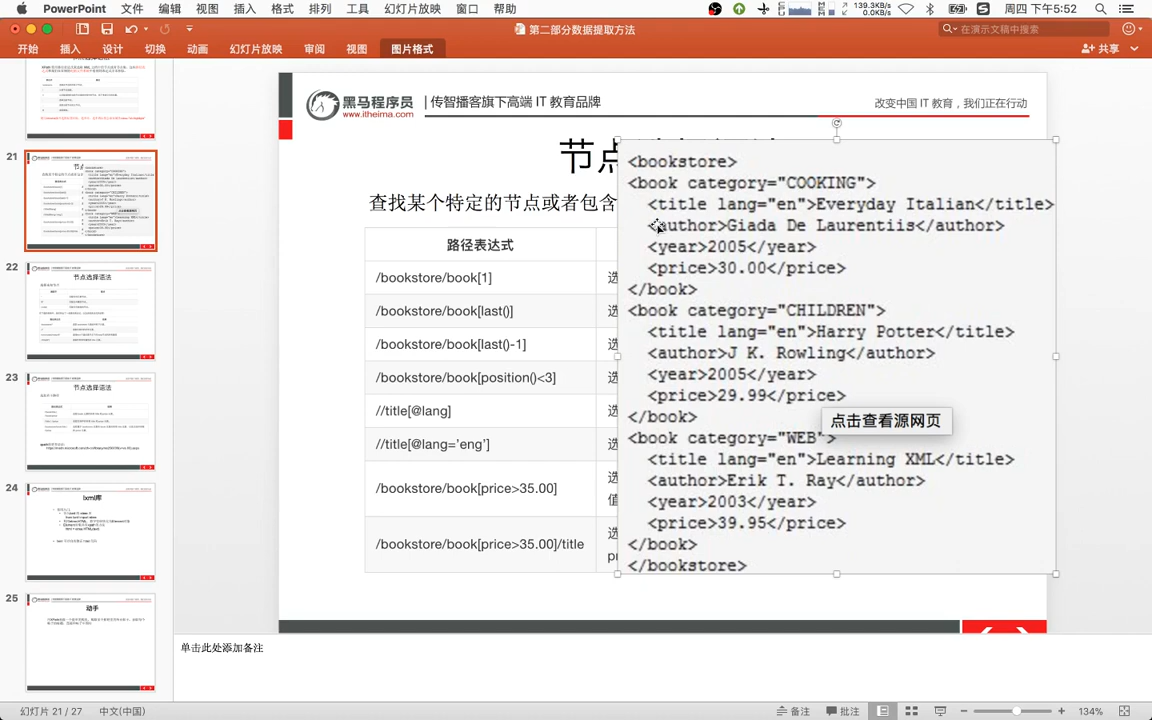 PowerPoint 文件 编辑 视图 插入 格式 排列 工具 幻灯片放映 窗口 帮助 139.3KB/s 0.0KB/s 周四 下午5:52
第二部分数据提取方法
在演示文稿中搜索
开始 插入 设计 切换 动画 幻灯片放映 审阅 视图 图片格式 共享
黑马程序员
www.itheima.com
传智播客旗下高端 IT 教育品牌
改变中国 IT 教育，我们正在行动
节点
查找某个特定的节点或者包含
路径表达式
/bookstore/book[1] 选
/bookstore/book[last()] 选
/bookstore/book[last()-1] 选
/bookstore/book[position()<3] 选
//title[@lang] 选
//title[@lang='eng'] 选
/bookstore/book[price>35.00] 选
值
/bookstore/book[price>35.00]/title 选
<bookstore>
<book category="COOKING">
<title lang="en">Everyday Italian</title>
<author>Giada De Laurentiis</author>
<year>2005</year>
<price>30.00</price>
</book>
<book category="CHILDREN">
<title lang="en">Harry Potter</title>
<author>J K. Rowling</author>
<year>2005</year>
<price>29.99</price>
</book>
点击查看源网页
<book category="WEB">
<title lang="en">Learning XML</title>
<author>Erik T. Ray</author>
<year>2003</year>
<price>39.95</price>
</book>
</bookstore>
21
22
节点选择语法
23
节点选择语法
24
lxml库
25
动手
单击此处添加备注
幻灯片 21 / 27 中文(中国) 备注 批注 134%